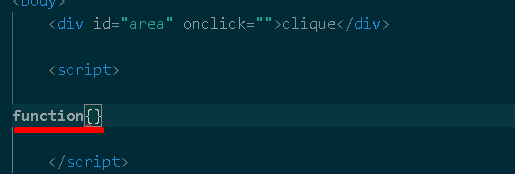 <body>
<div id="area" onclick="">clique</div>
<script>
function{}
</script>